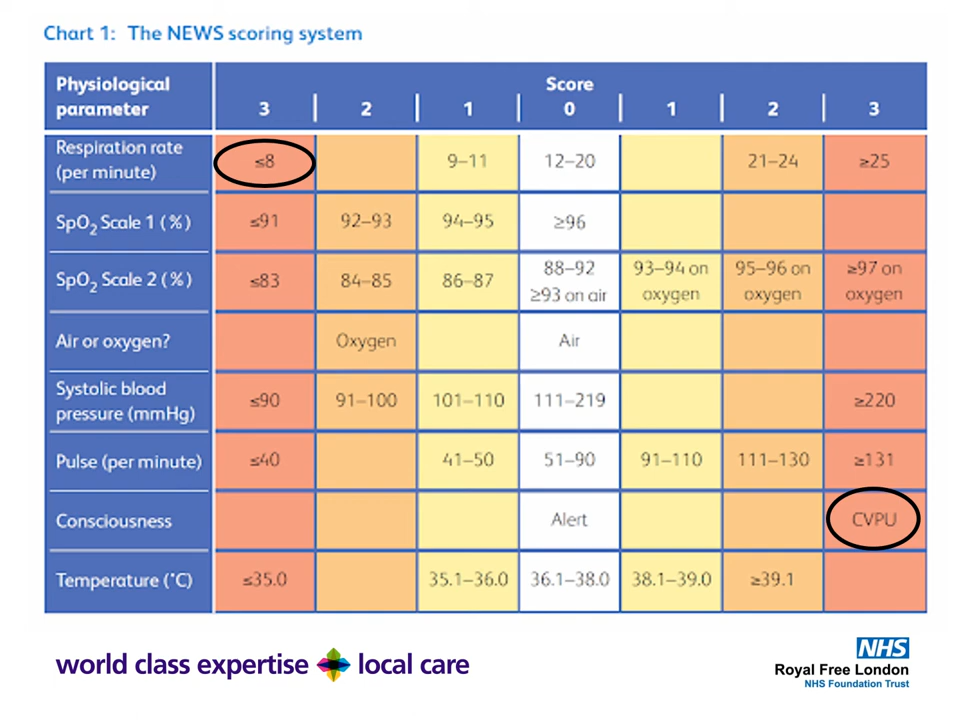 Chart 1: The NEWS scoring system
Physiological parameter Score
3 2 1 0 1 2 3
Respiration rate (per minute) ≤8 9–11 12–20 21–24 ≥25
SpO2 Scale 1 (%) ≤91 92–93 94–95 ≥96
SpO2 Scale 2 (%) ≤83 84–85 86–87 88–92 ≥93 on air 93–94 on oxygen 95–96 on oxygen ≥97 on oxygen
Air or oxygen? Oxygen Air
Systolic blood pressure (mmHg) ≤90 91–100 101–110 111–219 ≥220
Pulse (per minute) ≤40 41–50 51–90 91–110 111–130 ≥131
Consciousness Alert CVPU
Temperature (°C) ≤35.0 35.1–36.0 36.1–38.0 38.1–39.0 ≥39.1
world class expertise local care
NHS
Royal Free London
NHS Foundation Trust